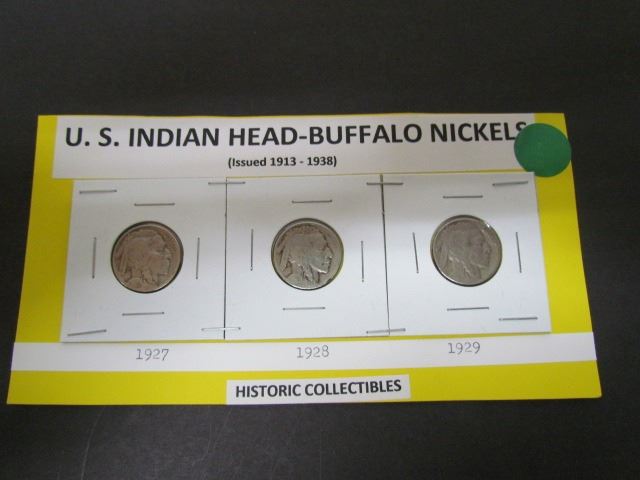 U. S. INDIAN HEAD-BUFFALO NICKELS
(Issued 1913 - 1938)
1927 1928 1929
HISTORIC COLLECTIBLES